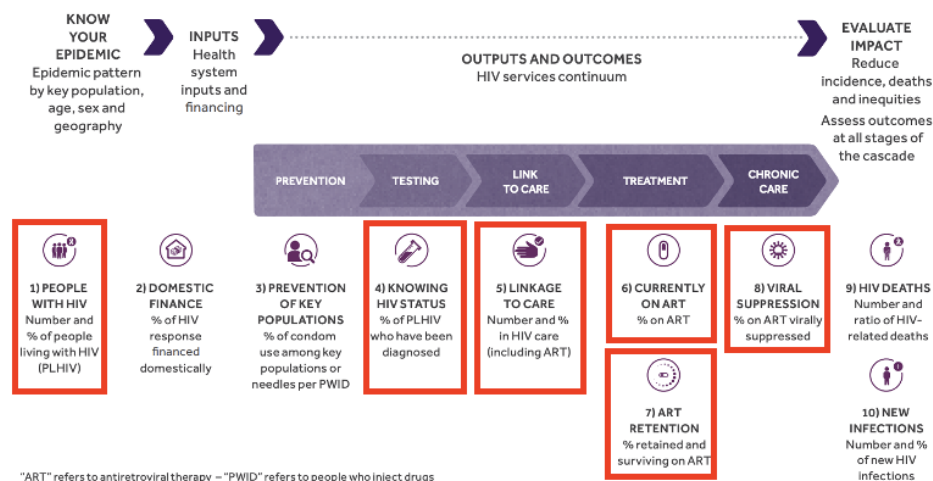 KNOW
YOUR
EPIDEMIC
Epidemic pattern
by key population,
age, sex and
geography
INPUTS
Health
system
inputs and
financing
OUTPUTS AND OUTCOMES
HIV services continuum
EVALUATE
IMPACT
Reduce
incidence, deaths
and inequities
Assess outcomes
at all stages of
the cascade
PREVENTION
TESTING
LINK
TO CARE
TREATMENT
CHRONIC
CARE
1) PEOPLE
WITH HIV
Number and
% of people
living with HIV
(PLHIV)
2) DOMESTIC
FINANCE
% of HIV
response
financed
domestically
3) PREVENTION
OF KEY
POPULATIONS
% of condom
use among key
populations or
needles per PWID
4) KNOWING
HIV STATUS
% of PLHIV
who have been
diagnosed
5) LINKAGE
TO CARE
Number and %
in HIV care
(including ART)
6) CURRENTLY
ON ART
% on ART
7) ART
RETENTION
% retained and
surviving on ART
8) VIRAL
SUPPRESSION
% on ART virally
suppressed
9) HIV DEATHS
Number and
ratio of HIV-
related deaths
10) NEW
INFECTIONS
Number and %
of new HIV
infections
"ART" refers to antiretroviral therapy – "PWID" refers to people who inject drugs